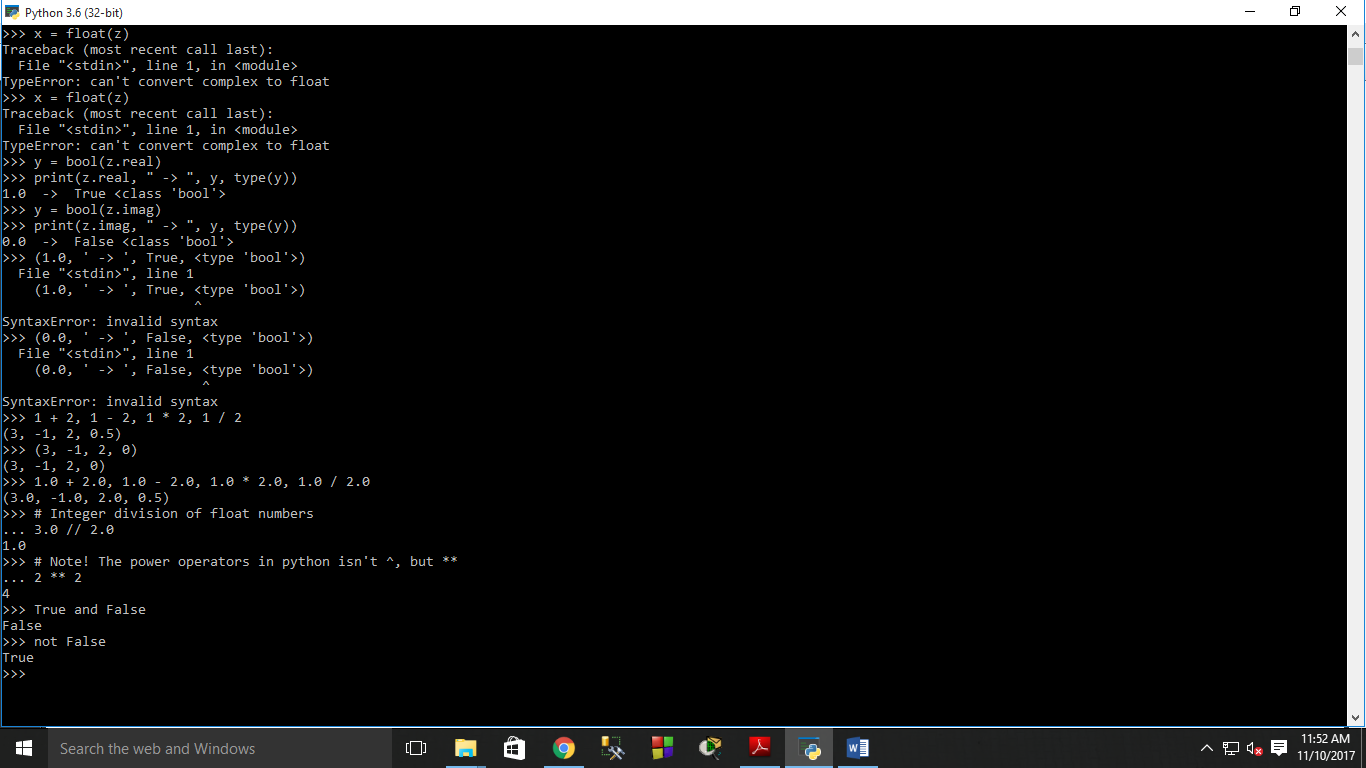 Python 3.6 (32-bit)
>>> x = float(z)
Traceback (most recent call last):
  File "<stdin>", line 1, in <module>
TypeError: can't convert complex to float
>>> x = float(z)
Traceback (most recent call last):
  File "<stdin>", line 1, in <module>
TypeError: can't convert complex to float
>>> y = bool(z.real)
>>> print(z.real, " -> ", y, type(y))
1.0  ->  True <class 'bool'>
>>> y = bool(z.imag)
>>> print(z.imag, " -> ", y, type(y))
0.0  ->  False <class 'bool'>
>>> (1.0, ' -> ', True, <type 'bool'>)
  File "<stdin>", line 1
    (1.0, ' -> ', True, <type 'bool'>)
                        ^
SyntaxError: invalid syntax
>>> (0.0, ' -> ', False, <type 'bool'>)
  File "<stdin>", line 1
    (0.0, ' -> ', False, <type 'bool'>)
                         ^
SyntaxError: invalid syntax
>>> 1 + 2, 1 - 2, 1 * 2, 1 / 2
(3, -1, 2, 0.5)
>>> (3, -1, 2, 0)
(3, -1, 2, 0)
>>> 1.0 + 2.0, 1.0 - 2.0, 1.0 * 2.0, 1.0 / 2.0
(3.0, -1.0, 2.0, 0.5)
>>> # Integer division of float numbers
... 3.0 // 2.0
1.0
>>> # Note! The power operators in python isn't ^, but **
... 2 ** 2
4
>>> True and False
False
>>> not False
True
>>>
Search the web and Windows
11:52 AM
11/10/2017